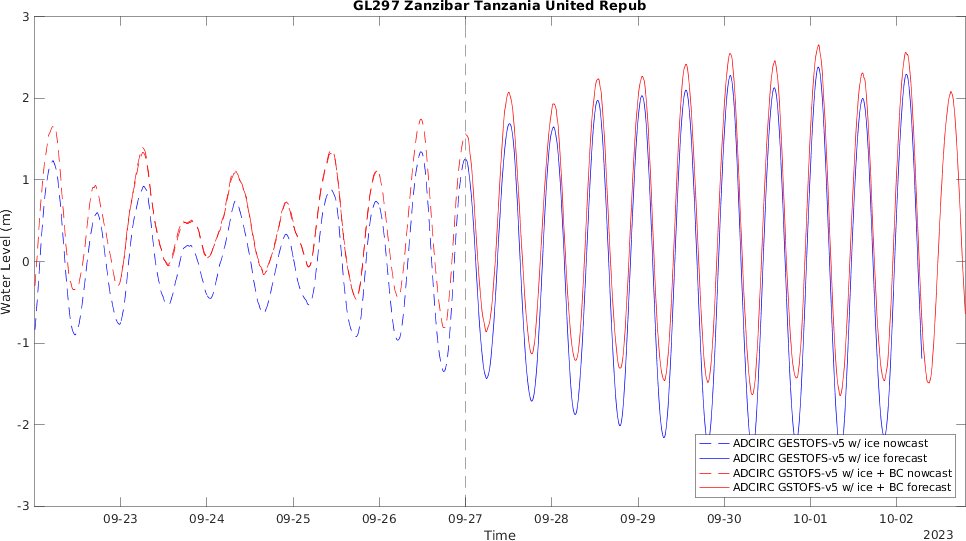 GL297 Zanzibar Tanzania United Repub
3
2
1
0
-1
-2
-3
Water Level (m)
ADCIRC GESTOFS-v5 w/ ice nowcast
ADCIRC GESTOFS-v5 w/ ice forecast
ADCIRC GSTOFS-v5 w/ ice + BC nowcast
ADCIRC GSTOFS-v5 w/ ice + BC forecast
09-23 09-24 09-25 09-26 09-27 09-28 09-29 09-30 10-01 10-02
Time
2023